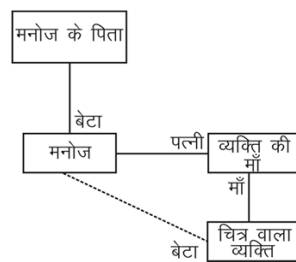 मनोज के पिता
बेटा
मनोज
पत्नी
व्यक्ति की
माँ
माँ
चित्र वाला
व्यक्ति
बेटा